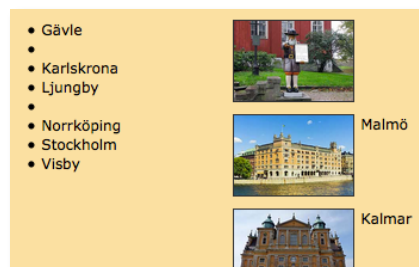 Gävle
Karlskrona
Ljungby
Norrköping
Stockholm
Visby
Malmö
Kalmar